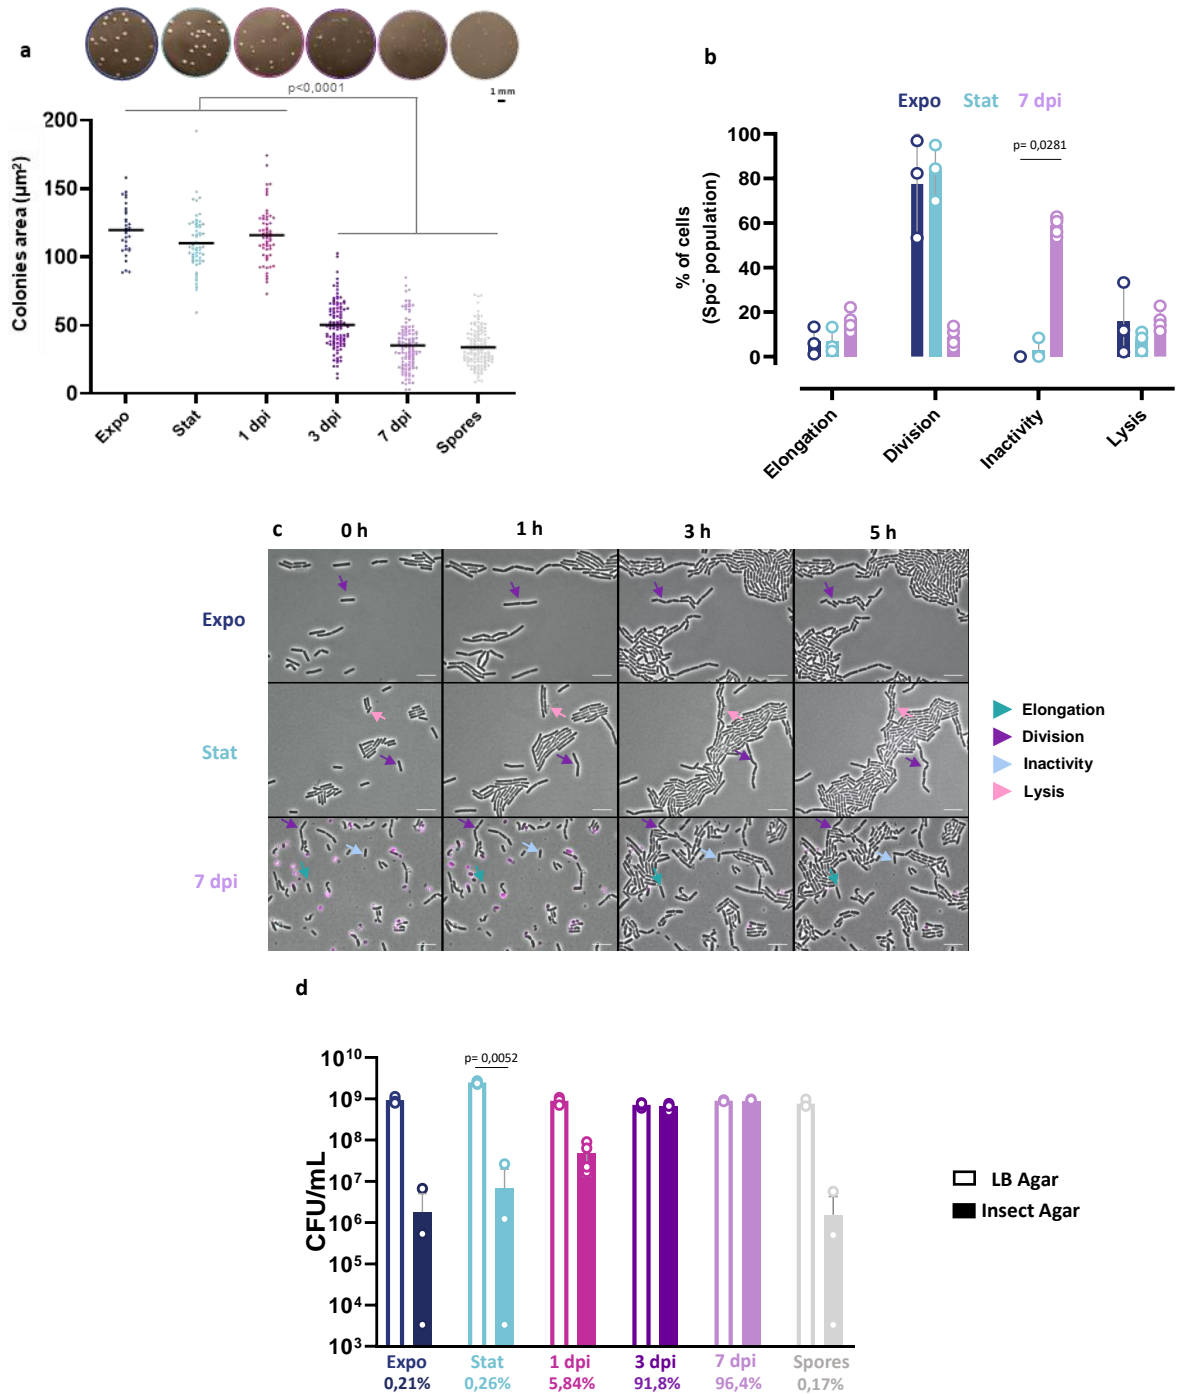 a
p<0,0001
1 mm
Colonies area (µm²)
200
150
100
50
0
Expo
Stat
1 dpi
3 dpi
7 dpi
Spores
b
Expo Stat 7 dpi
% of cells
(Spo⁻ population)
100
80
60
40
20
0
p= 0,0281
Elongation
Division
Inactivity
Lysis
c
0 h 1 h 3 h 5 h
Expo
Stat
7 dpi
Elongation
Division
Inactivity
Lysis
d
CFU/mL
10¹⁰
10⁹
10⁸
10⁷
10⁶
10⁵
10⁴
10³
p= 0,0052
Expo Stat 1 dpi 3 dpi 7 dpi Spores
0,21% 0,26% 5,84% 91,8% 96,4% 0,17%
LB Agar
Insect Agar